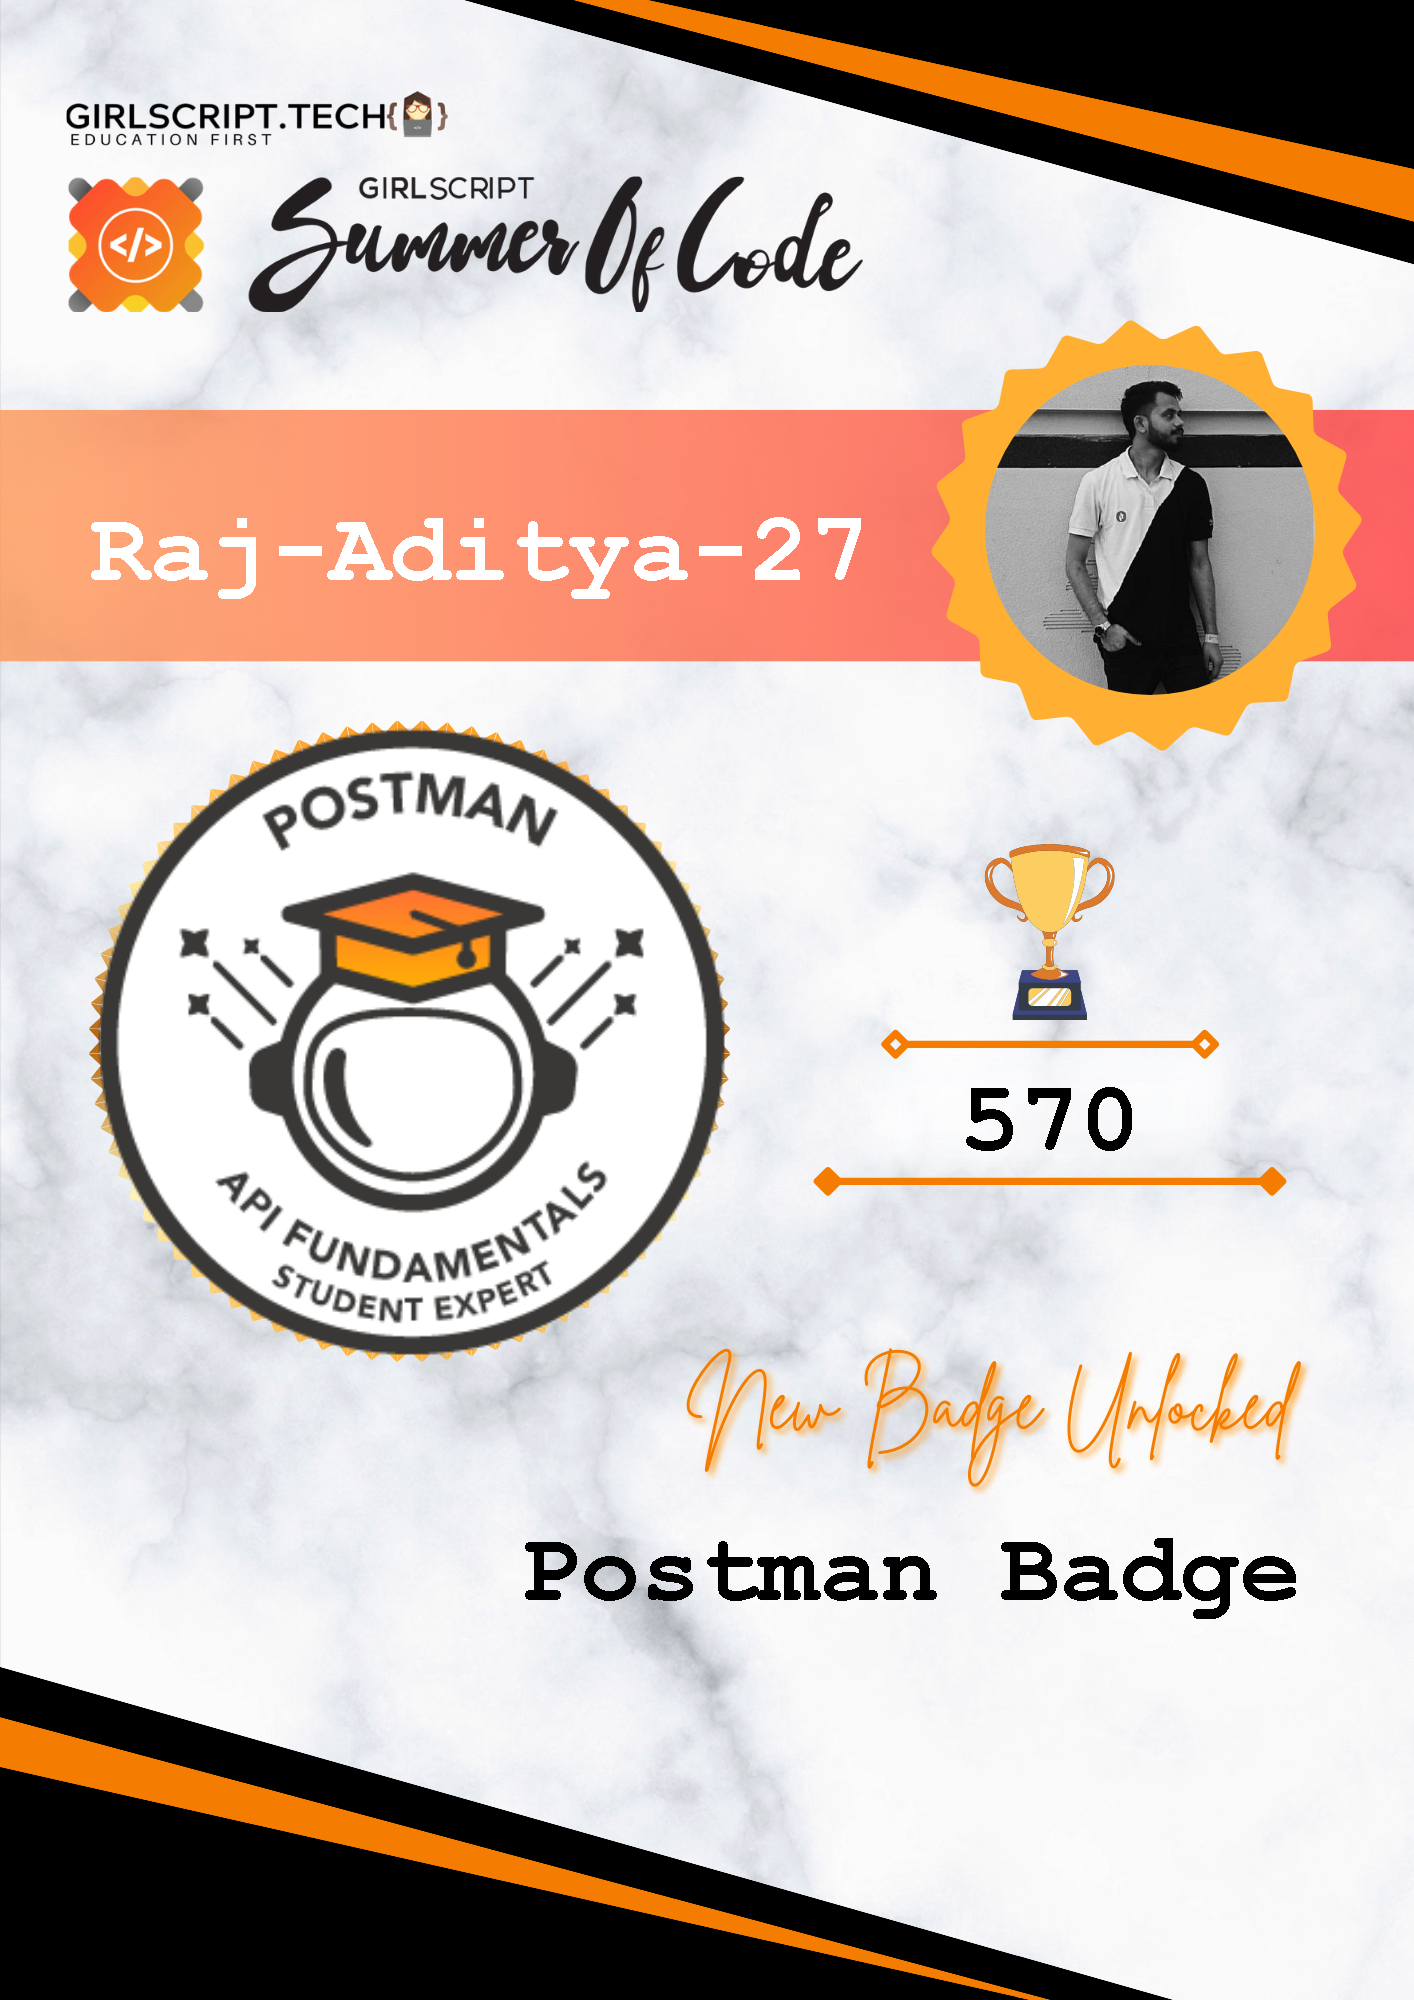 GIRLSCRIPT.TECH{ }
EDUCATION FIRST
</>
GIRLSCRIPT
Summer Of Code
Raj-Aditya-27
POSTMAN
API FUNDAMENTALS
STUDENT EXPERT
570
New Badge Unlocked
Postman Badge